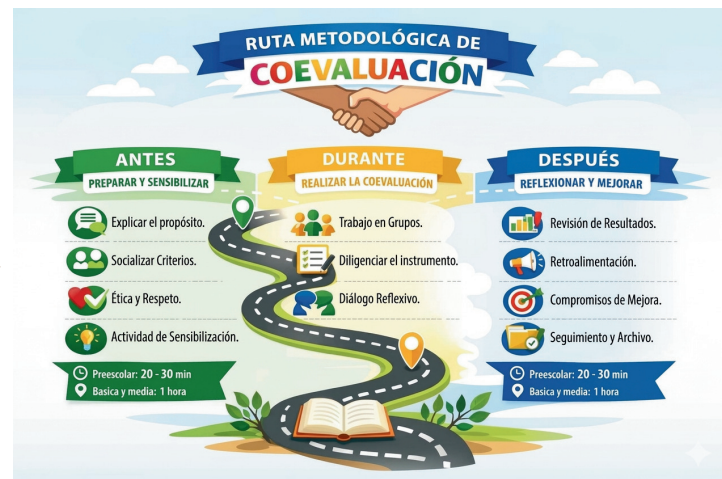 RUTA METODOLÓGICA DE
COEVALUACIÓN
ANTES
PREPARAR Y SENSIBILIZAR
Explicar el propósito.
Socializar Criterios.
Ética y Respeto.
Actividad de Sensibilización.
Preescolar: 20 - 30 min
Basica y media: 1 hora
DURANTE
REALIZAR LA COEVALUACIÓN
Trabajo en Grupos.
Diligenciar el instrumento.
Diálogo Reflexivo.
DESPUÉS
REFLEXIONAR Y MEJORAR
Revisión de Resultados.
Retroalimentación.
Compromisos de Mejora.
Seguimiento y Archivo.
Preescolar: 20 - 30 min
Basica y media: 1 hora